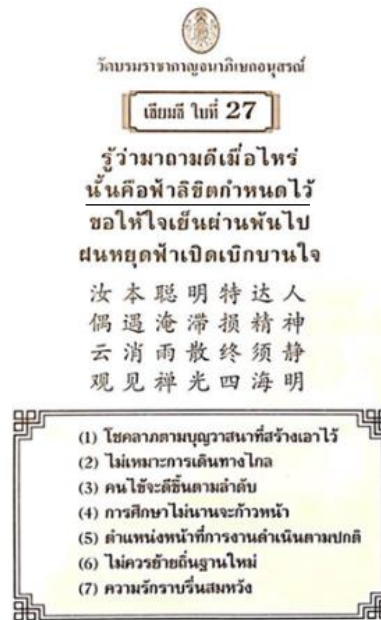 วัดบรมราชากาญจนาภิเษกอนุสรณ์
เซียมซี ใบที่ 27
รู้ว่ามาถามดีเมื่อไหร่
นั้นคือฟ้าลิขิตกำหนดไว้
ขอให้ใจเย็นผ่านพ้นไป
ฝนหยุดฟ้าเปิดเบิกบานใจ
汝本聪明特达人
偶遇淹滞损精神
云消雨散终须静
观见禅光四海明
(1) โชคลาภตามบุญวาสนาที่สร้างเอาไว้
(2) ไม่เหมาะการเดินทางไกล
(3) คนไข้จะดีขึ้นตามลำดับ
(4) การศึกษาไม่นานจะก้าวหน้า
(5) ตำแหน่งหน้าที่การงานดำเนินตามปกติ
(6) ไม่ควรย้ายถิ่นฐานใหม่
(7) ความรักราบรื่นสมหวัง